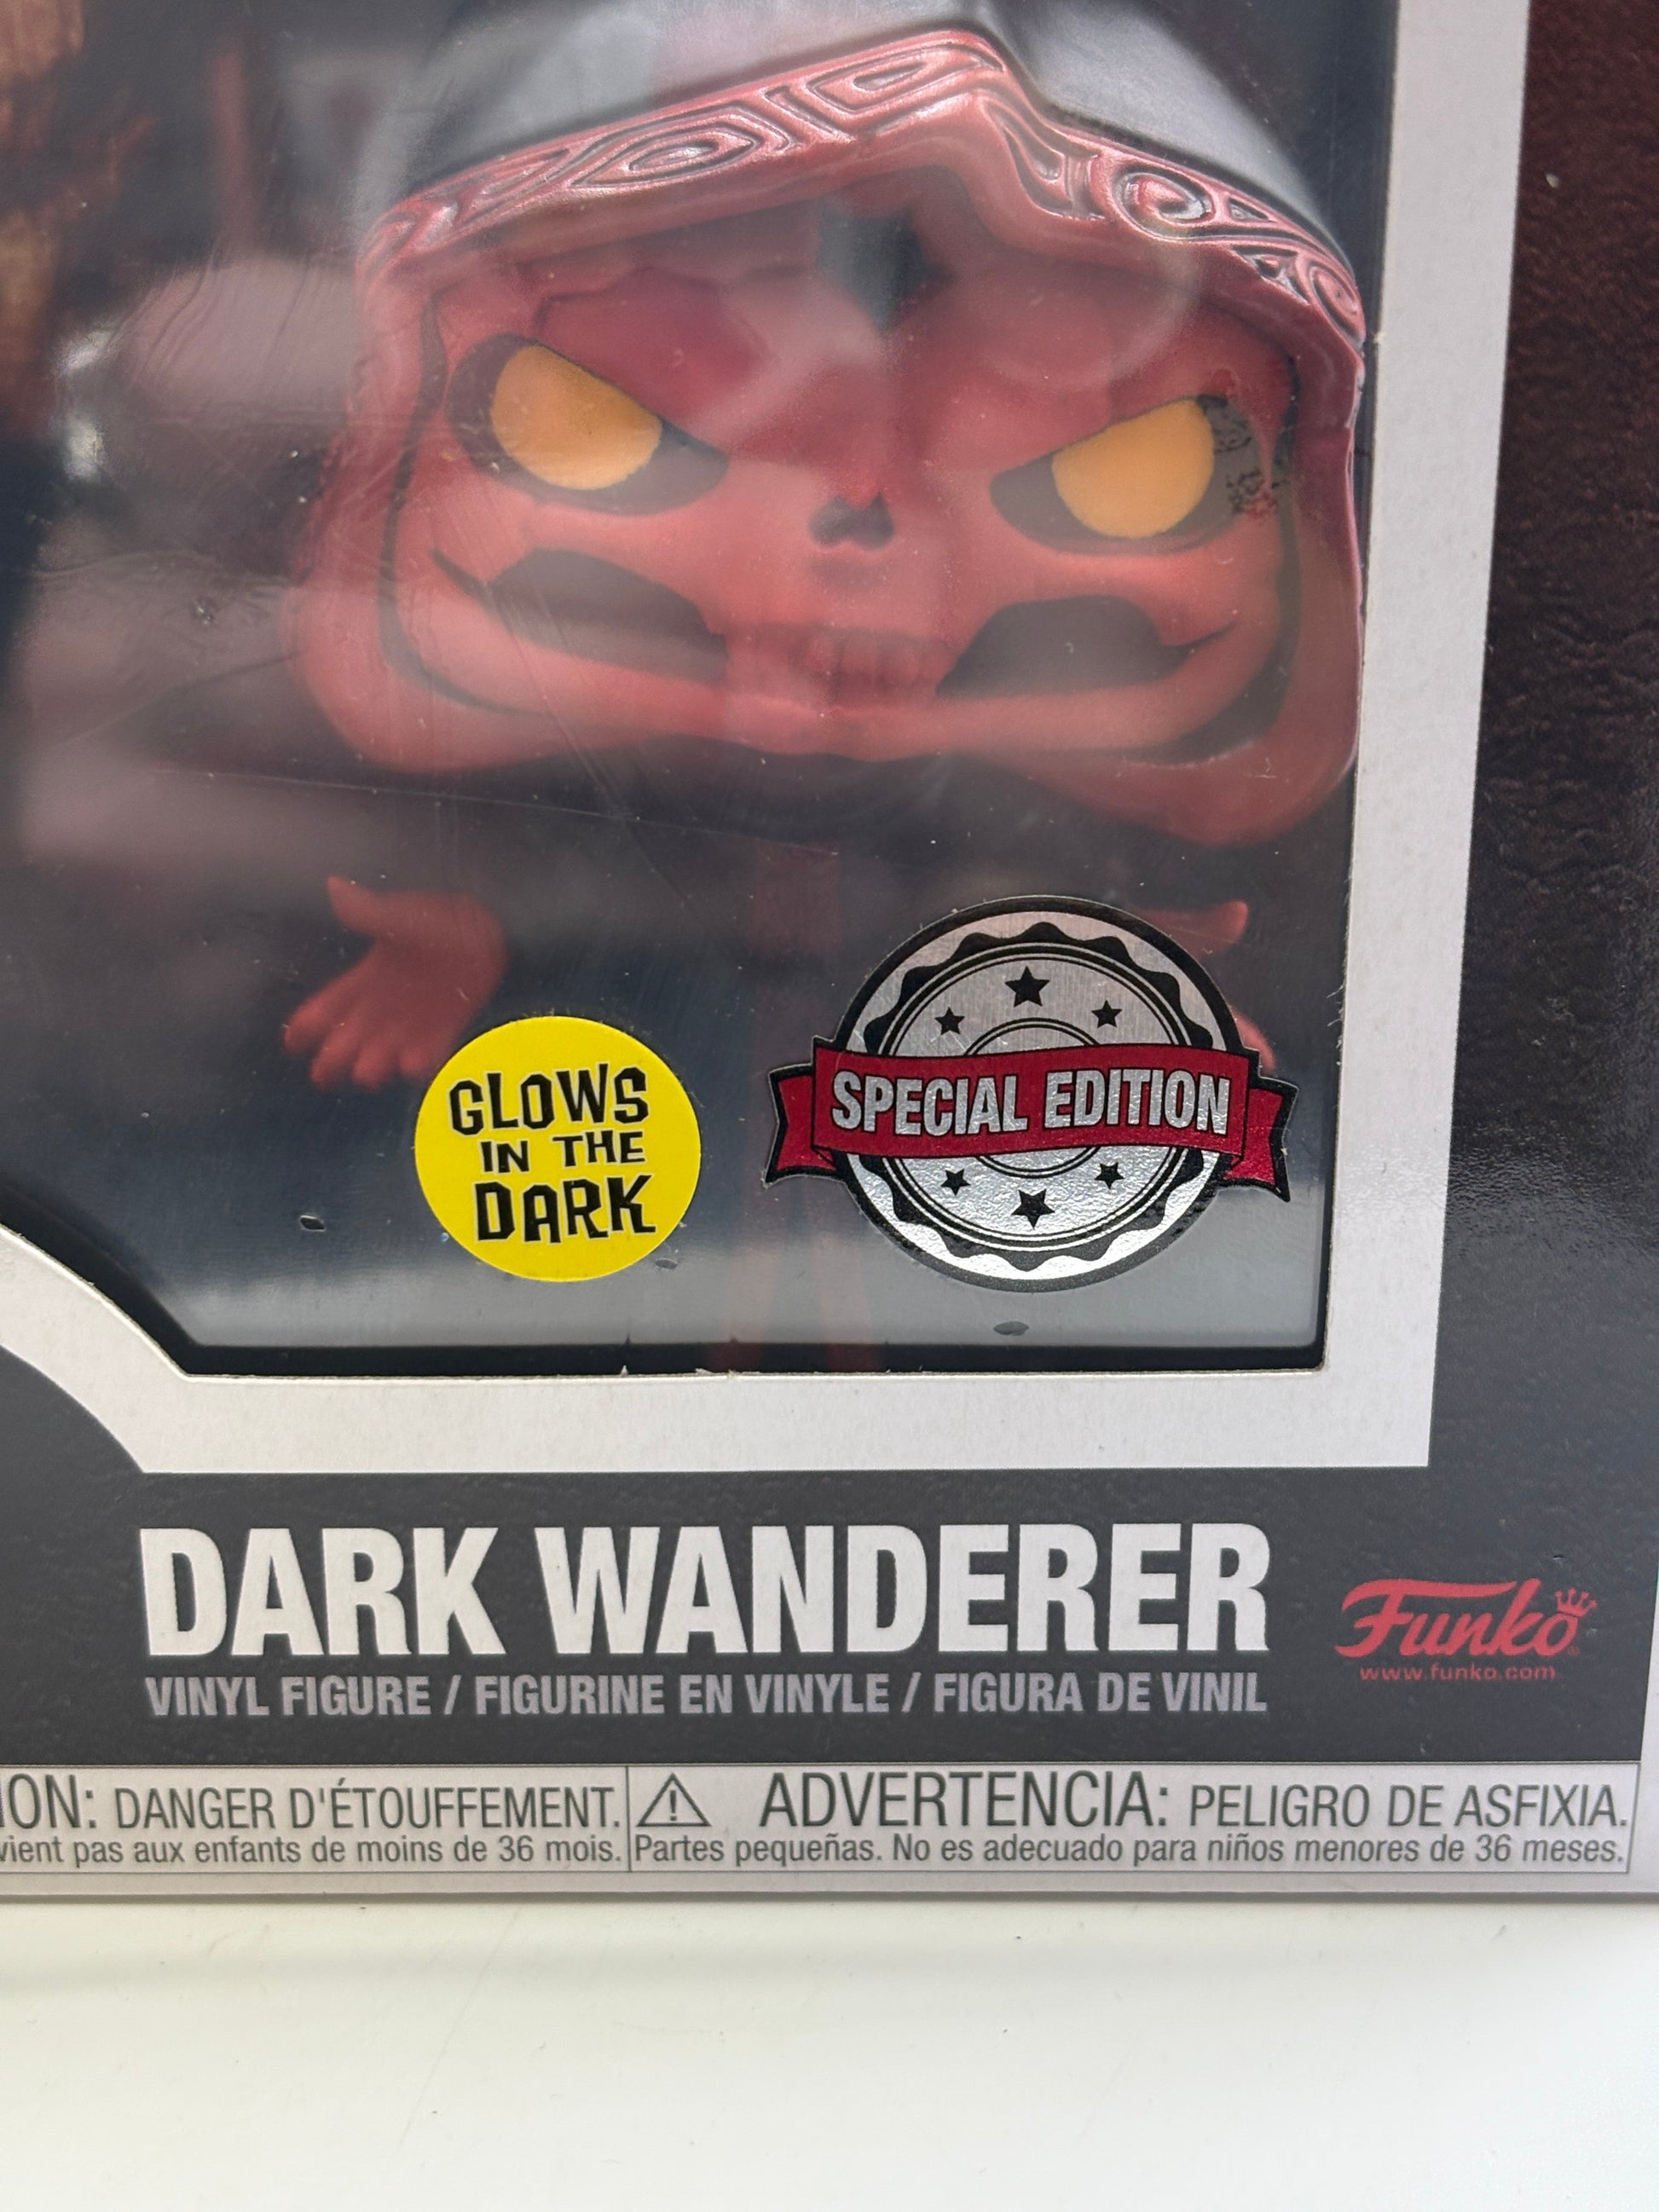 GLOWS
IN THE
DARK
SPECIAL EDITION
DARK WANDERER
VINYL FIGURE / FIGURINE EN VINYLE / FIGURA DE VINIL
Funko
www.funko.com
ION: DANGER D'ÉTOUFFEMENT.
vient pas aux enfants de moins de 36 mois.
ADVERTENCIA: PELIGRO DE ASFIXIA.
Partes pequeñas. No es adecuado para niños menores de 36 meses.